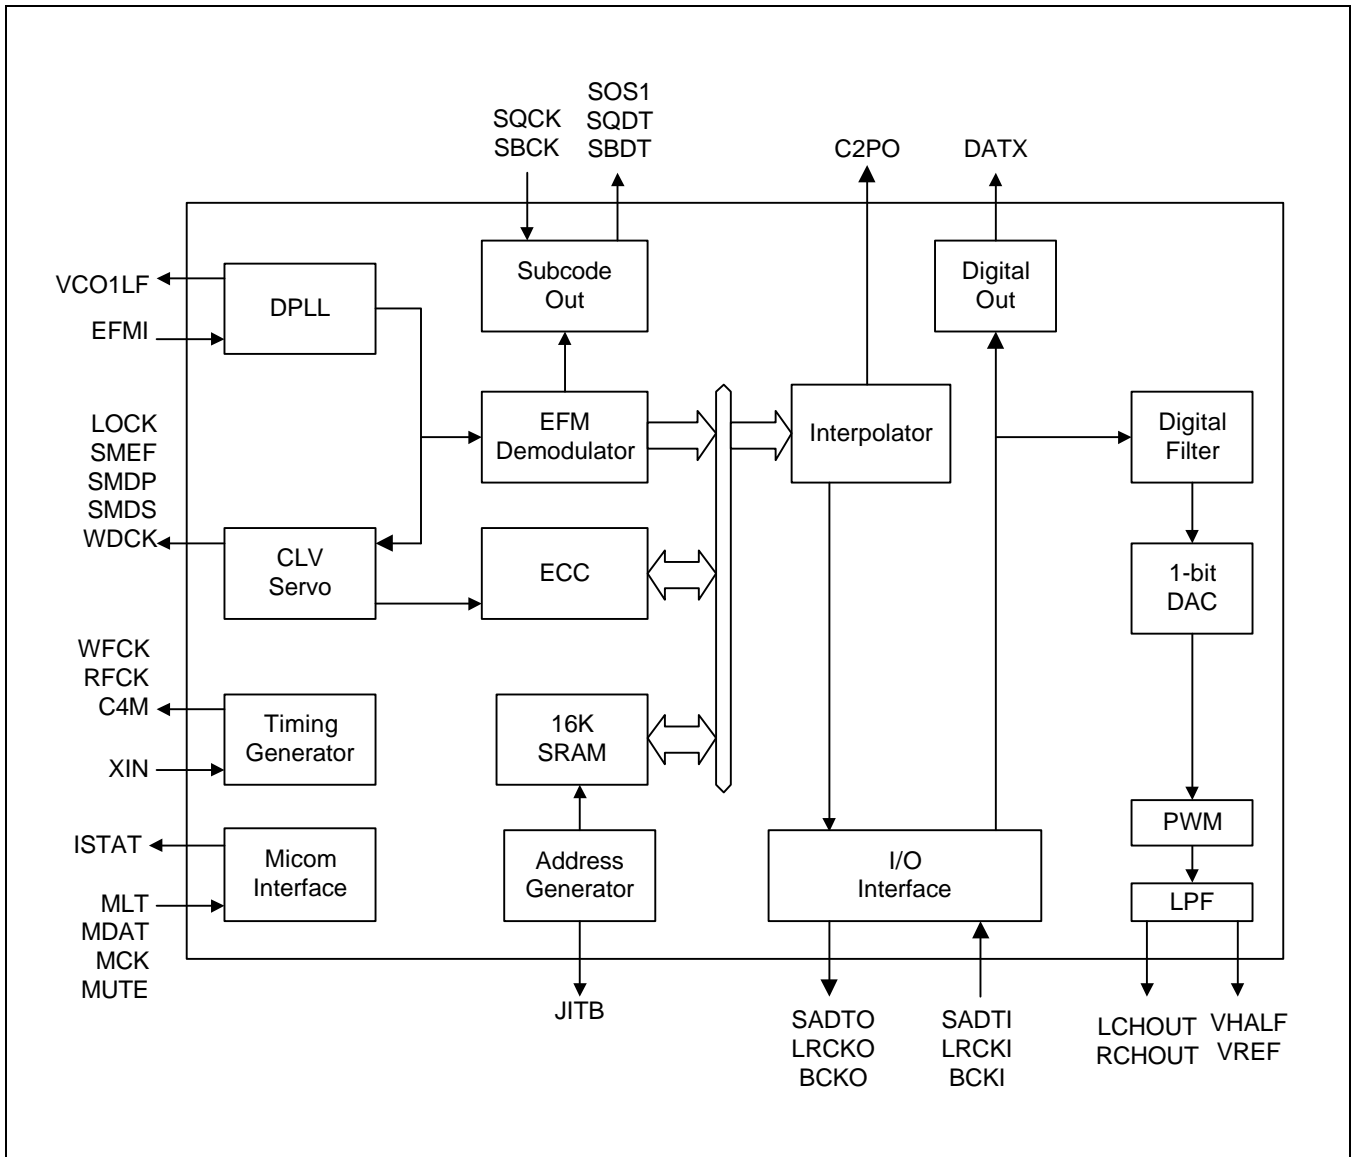 SOS1
SQCK
SQDT
SBCK
SBDT
C2PO
DATX
VCO1LF
EFMI
DPLL
Subcode
Out
Digital
Out
LOCK
SMEF
SMDP
SMDS
WDCK
EFM
Demodulator
Interpolator
Digital
Filter
CLV
Servo
ECC
1-bit
DAC
WFCK
RFCK
C4M
XIN
Timing
Generator
16K
SRAM
PWM
ISTAT
MLT
MDAT
MCK
MUTE
Micom
Interface
Address
Generator
I/O
Interface
LPF
JITB
SADTO
LRCKO
BCKO
SADTI
LRCKI
BCKI
LCHOUT
RCHOUT
VHALF
VREF